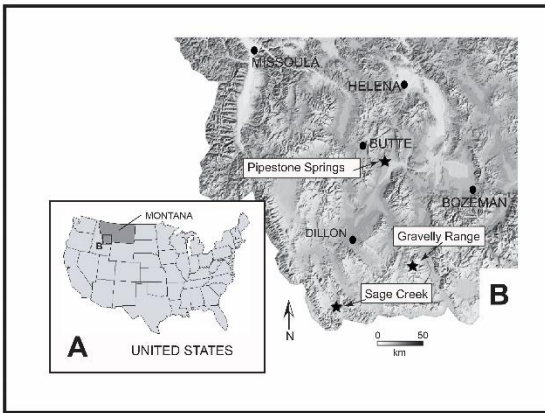 MISSOULA
HELENA
BUTTE
Pipestone Springs
BOZEMAN
MONTANA
B
DILLON
Gravelly Range
Sage Creek
B
A
UNITED STATES
N
0 50
km